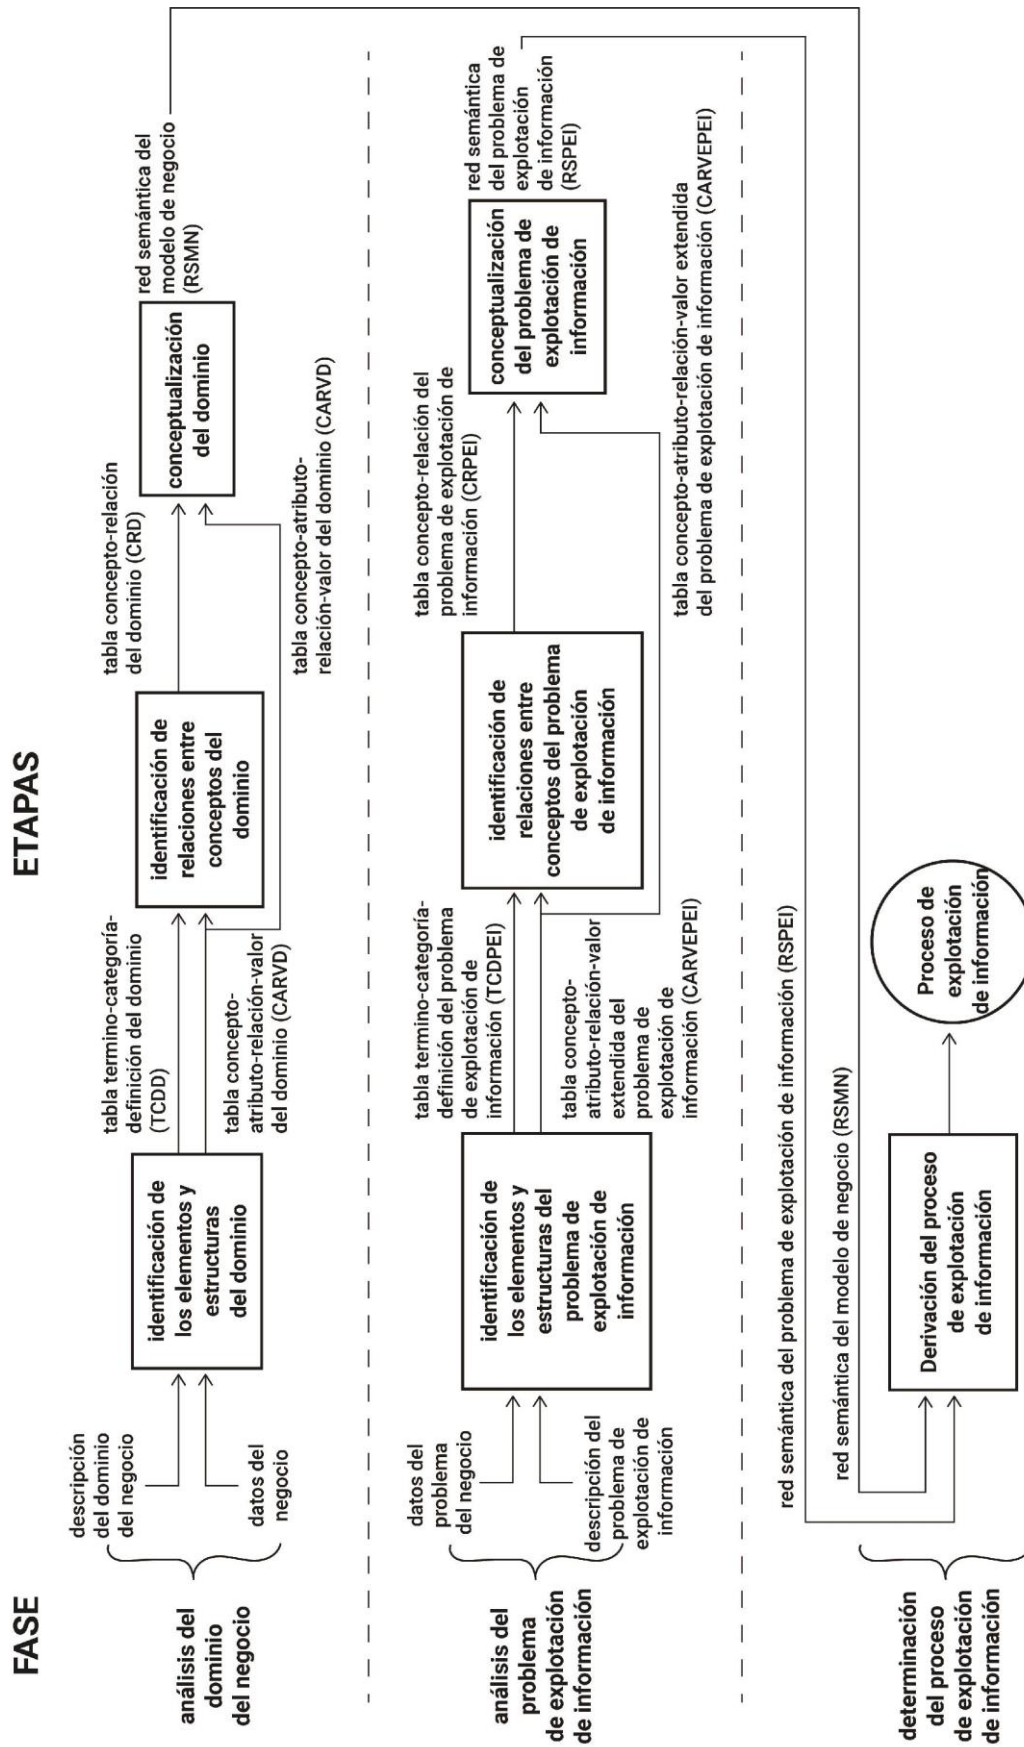 FASE
ETAPAS
análisis del
dominio
del negocio
descripción
del dominio
del negocio
datos del
negocio
identificación de
los elementos y
estructuras
del dominio
tabla termino-categoría-
definición del dominio
(TCDD)
tabla concepto-
atributo-relación-valor
del dominio (CARVD)
identificación de
relaciones entre
conceptos del
dominio
tabla concepto-relación
del dominio (CRD)
tabla concepto-atributo-
relación-valor del dominio (CARVD)
conceptualización
del dominio
red semántica del
modelo de negocio
(RSMN)
análisis del
problema
de explotación
de información
datos del
problema
del negocio
descripción del
problema de
explotación de
información
identificación de
los elementos y
estructuras del
problema de
explotación de
información
tabla termino-categoría-
definición del problema
de explotación de
información (TCDPEI)
tabla concepto-
atributo-relación-valor
extendida del
problema de
explotación de
información (CARVEPEI)
identificación de
relaciones entre
conceptos del problema
de explotación
de información
tabla concepto-relación del
problema de explotación de
información (CRPEI)
tabla concepto-atributo-relación-valor extendida
del problema de explotación de información (CARVEPEI)
conceptualización
del problema de
explotación de
información
red semántica
del problema de
explotación
de información
(RSPEI)
determinación
del proceso
de explotación
de información
red semántica del problema de explotación de información (RSPEI)
red semántica del modelo de negocio (RSMN)
Derivación del proceso
de explotación
de información
Proceso de
explotación
de información